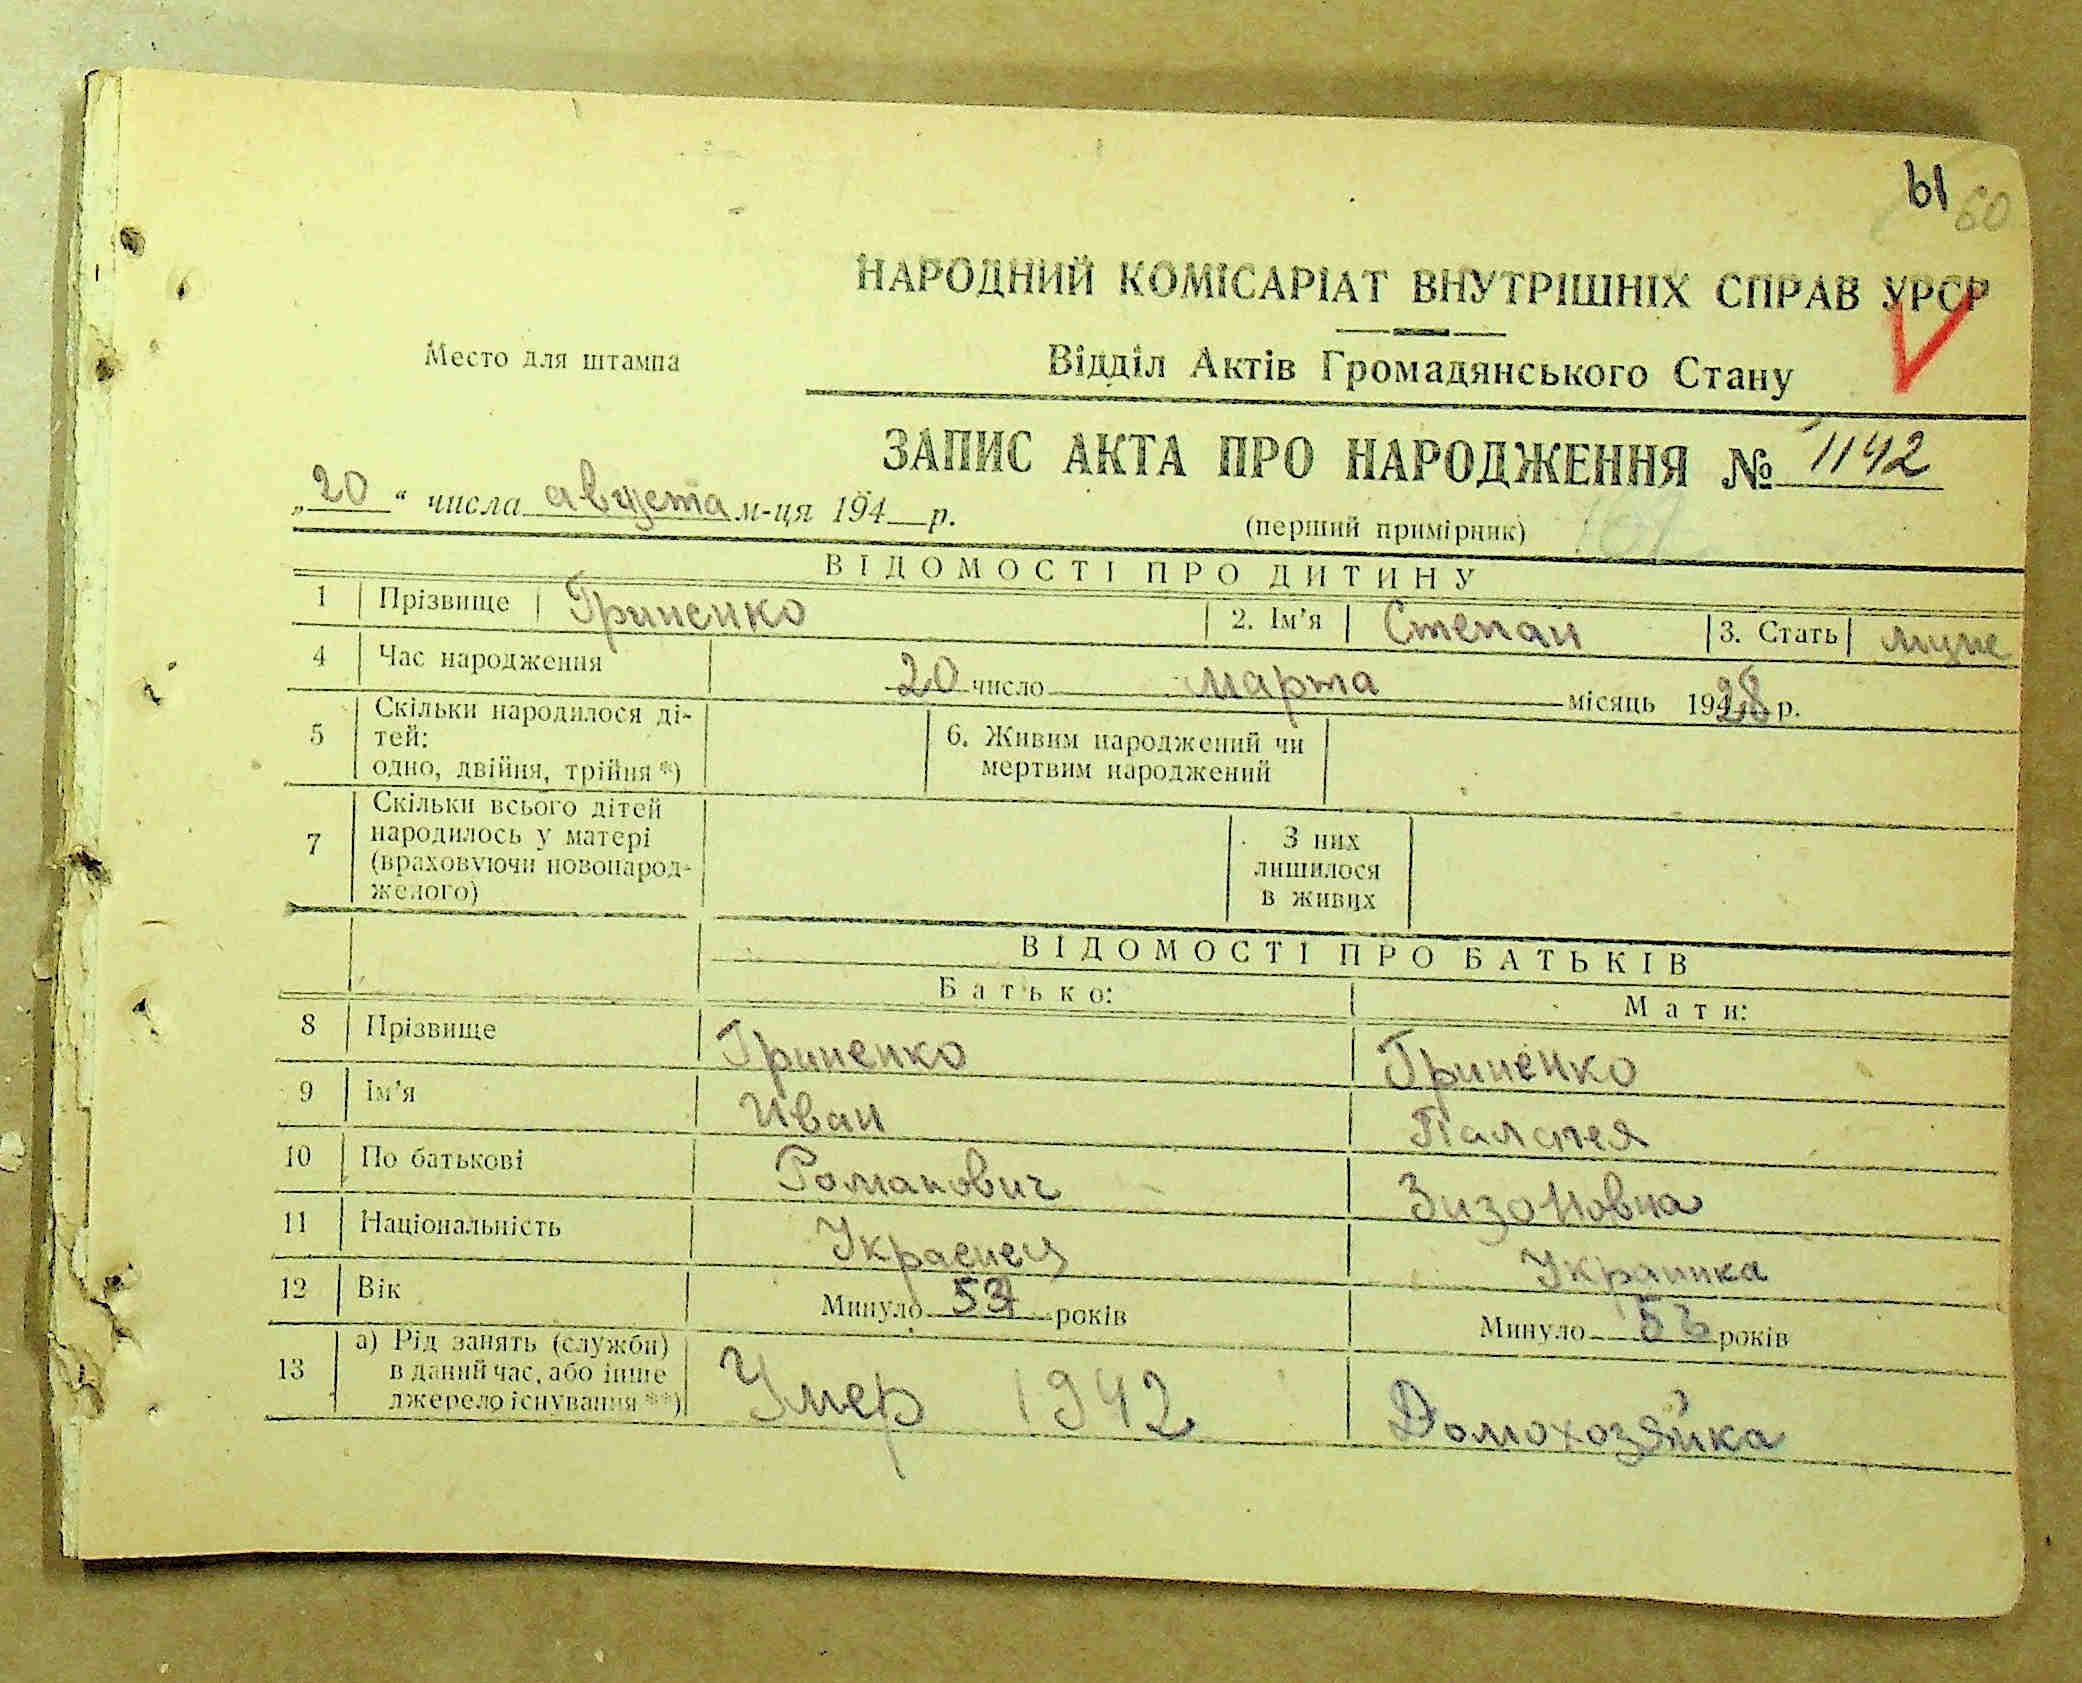 61 60
НАРОДНИЙ КОМІСАРІАТ ВНУТРІШНІХ СПРАВ УРСР
Место для штампа
Відділ Актів Громадянського Стану
ЗАПИС АКТА ПРО НАРОДЖЕННЯ № 1142
„20“ числа августа м-ця 194 р.
(перший примірник)
ВІДОМОСТІ ПРО ДИТИНУ
1 Прізвище Гриненко 2. Ім'я Степан 3. Стать
4 Час народження 20 число марта місяць 1928 р.
5 Скільки народилося ді-
тей:
одно, двійня, трійня *)
6. Живим народжений чи
мертвим народжений
7 Скільки всього дітей
народилось у матері
(враховуючи новонарод-
желого)
З них
лишилося
в живих
ВІДОМОСТІ ПРО БАТЬКІВ
Батько: Мати:
8 Прізвище Гриненко Гриненко
9 Ім'я Иван
10 По батькові Романович
11 Національність Украенец Украинка
12 Вік Минуло 53 років Минуло років
13 а) Рід занять (служби)
в даний час, або інше
джерело існування **)
Умер 1942 Домохозяйка